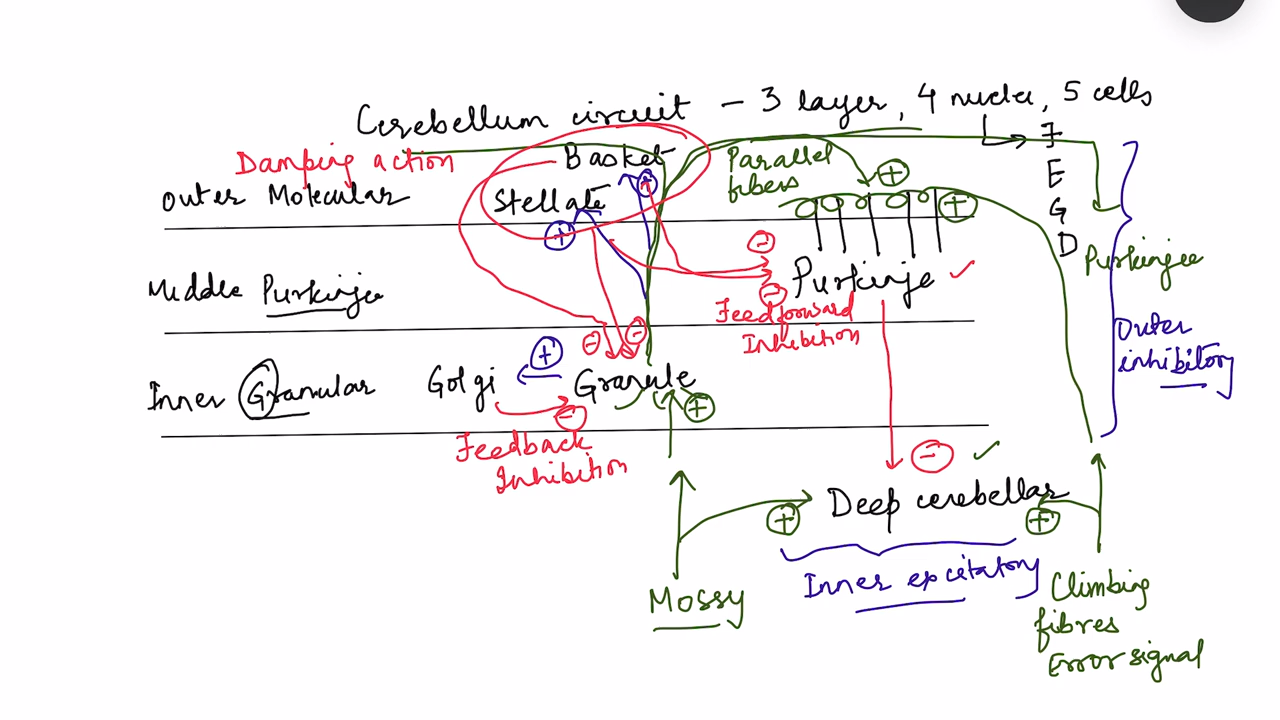 Cerebellum circuit - 3 layer, 4 nuclei, 5 cells
Damping action
Basket
Parallel
fibers
+
F
E
G
D
Outer Molecular
Stellate
+
+
+
Purkinjee
Middle Purkinjee
-
-
Purkinje ✓
Feedforward
Inhibition
Outer
inhibitory
Inner Granular
Golgi
+
Granule
-
-
+
-
Feedback
Inhibition
- ✓
Deep cerebellar
+
+
Inner excitatory
Mossy
Climbing
fibres
Error signal